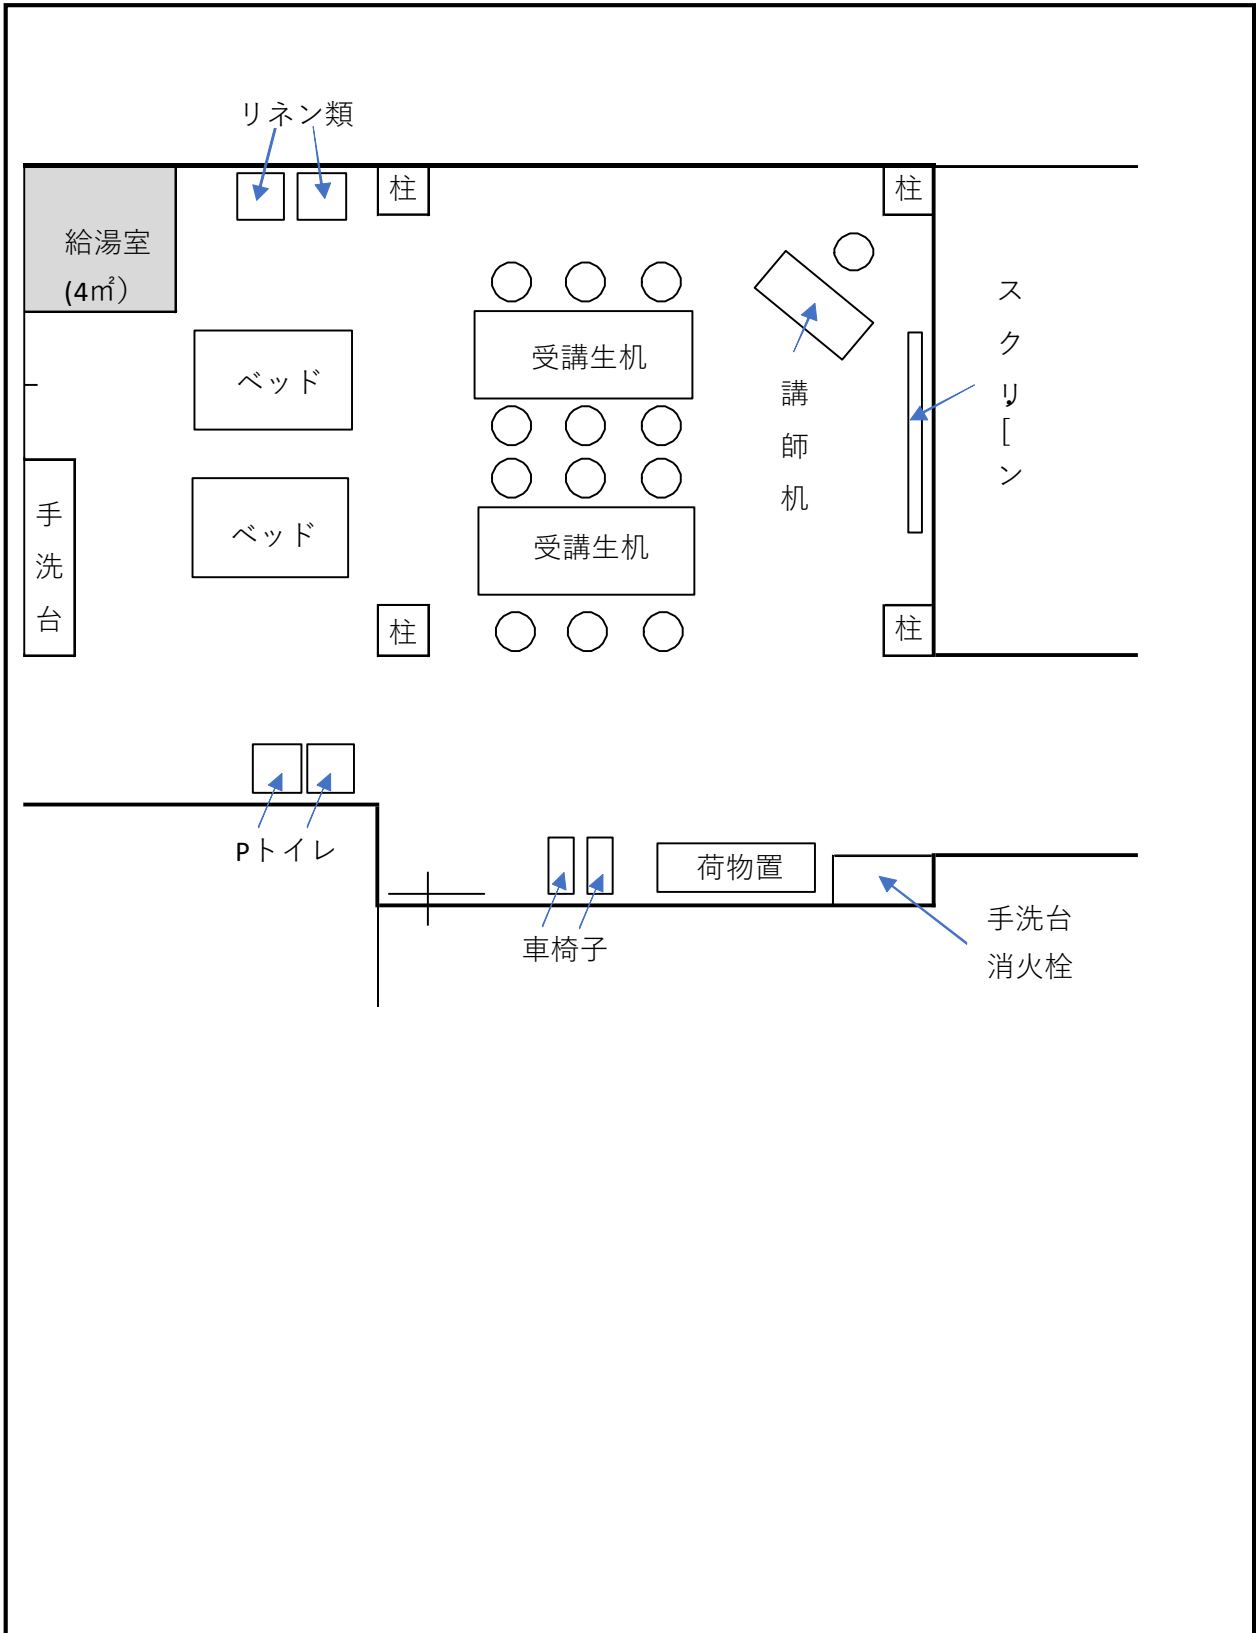 リネン類
柱
柱
給湯室
(4㎡)
スクリ[ン
受講生机
ベッド
講師机
手洗台
ベッド
受講生机
柱
柱
Pトイレ
荷物置
車椅子
手洗台
消火栓